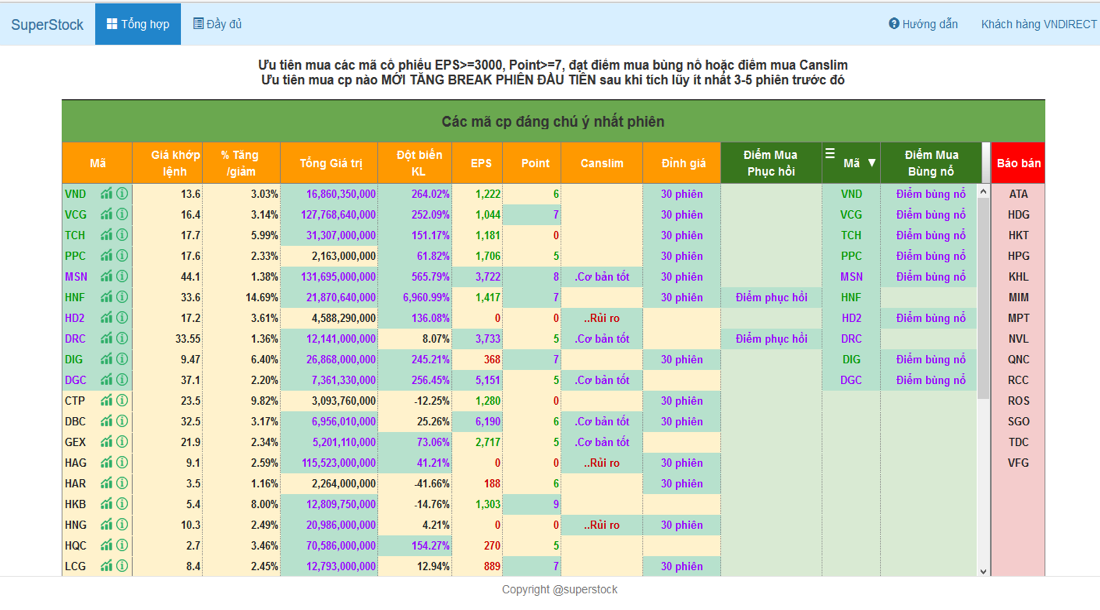 SuperStock Tổng hợp Đầy đủ Hướng dẫn Khách hàng VNDIRECT
Ưu tiên mua các mã cổ phiếu EPS>=3000, Point>=7, đạt điểm mua bùng nổ hoặc điểm mua Canslim
Ưu tiên mua cp nào MỚI TĂNG BREAK PHIÊN ĐẦU TIÊN sau khi tích lũy ít nhất 3-5 phiên trước đó
Các mã cp đáng chú ý nhất phiên
Mã Giá khớp lệnh % Tăng /giảm Tổng Giá trị Đột biến KL EPS Point Canslim Đỉnh giá Điểm Mua Phục hồi Mã ▼ Điểm Mua Bùng nổ Báo bán
VND 13.6 3.03% 16,860,350,000 264.02% 1,222 6 30 phiên VND Điểm bùng nổ ATA
VCG 16.4 3.14% 127,768,640,000 252.09% 1,044 7 30 phiên VCG Điểm bùng nổ HDG
TCH 17.7 5.99% 31,307,000,000 151.17% 1,181 0 30 phiên TCH Điểm bùng nổ HKT
PPC 17.6 2.33% 2,163,000,000 61.82% 1,706 5 30 phiên PPC Điểm bùng nổ HPG
MSN 44.1 1.38% 131,695,000,000 565.79% 3,722 8 .Cơ bản tốt 30 phiên MSN Điểm bùng nổ KHL
HNF 33.6 14.69% 21,870,640,000 6,960.99% 1,417 7 30 phiên Điểm phục hồi HNF MIM
HD2 17.2 3.61% 4,588,290,000 136.08% 0 0 ..Rủi ro HD2 Điểm bùng nổ MPT
DRC 33.55 1.36% 12,141,000,000 8.07% 3,733 5 .Cơ bản tốt Điểm phục hồi DRC NVL
DIG 9.47 6.40% 26,868,000,000 245.21% 368 7 30 phiên DIG Điểm bùng nổ QNC
DGC 37.1 2.20% 7,361,330,000 256.45% 5,151 5 .Cơ bản tốt DGC Điểm bùng nổ RCC
CTP 23.5 9.82% 3,093,760,000 -12.25% 1,280 0 30 phiên ROS
DBC 32.5 3.17% 6,956,010,000 25.26% 6,190 6 .Cơ bản tốt 30 phiên SGO
GEX 21.9 2.34% 5,201,110,000 73.06% 2,717 5 .Cơ bản tốt TDC
HAG 9.1 2.59% 115,523,000,000 41.21% 0 0 ..Rủi ro 30 phiên VFG
HAR 3.5 1.16% 2,264,000,000 -41.66% 188 6 30 phiên
HKB 5.4 8.00% 12,809,750,000 -14.76% 1,303 9
HNG 10.3 2.49% 20,986,000,000 4.21% 0 0 ..Rủi ro 30 phiên
HQC 2.7 3.46% 70,586,000,000 154.27% 270 5
LCG 8.4 2.45% 12,793,000,000 12.94% 889 7 30 phiên
Copyright @superstock